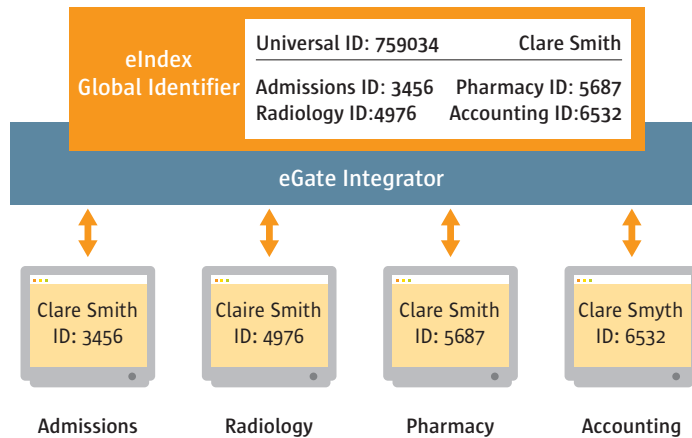 eIndex
Global Identifier
Universal ID: 759034 Clare Smith
Admissions ID: 3456 Pharmacy ID: 5687
Radiology ID:4976 Accounting ID:6532
eGate Integrator
Clare Smith
ID: 3456
Claire Smith
ID: 4976
Clare Smith
ID: 5687
Clare Smyth
ID: 6532
Admissions Radiology Pharmacy Accounting